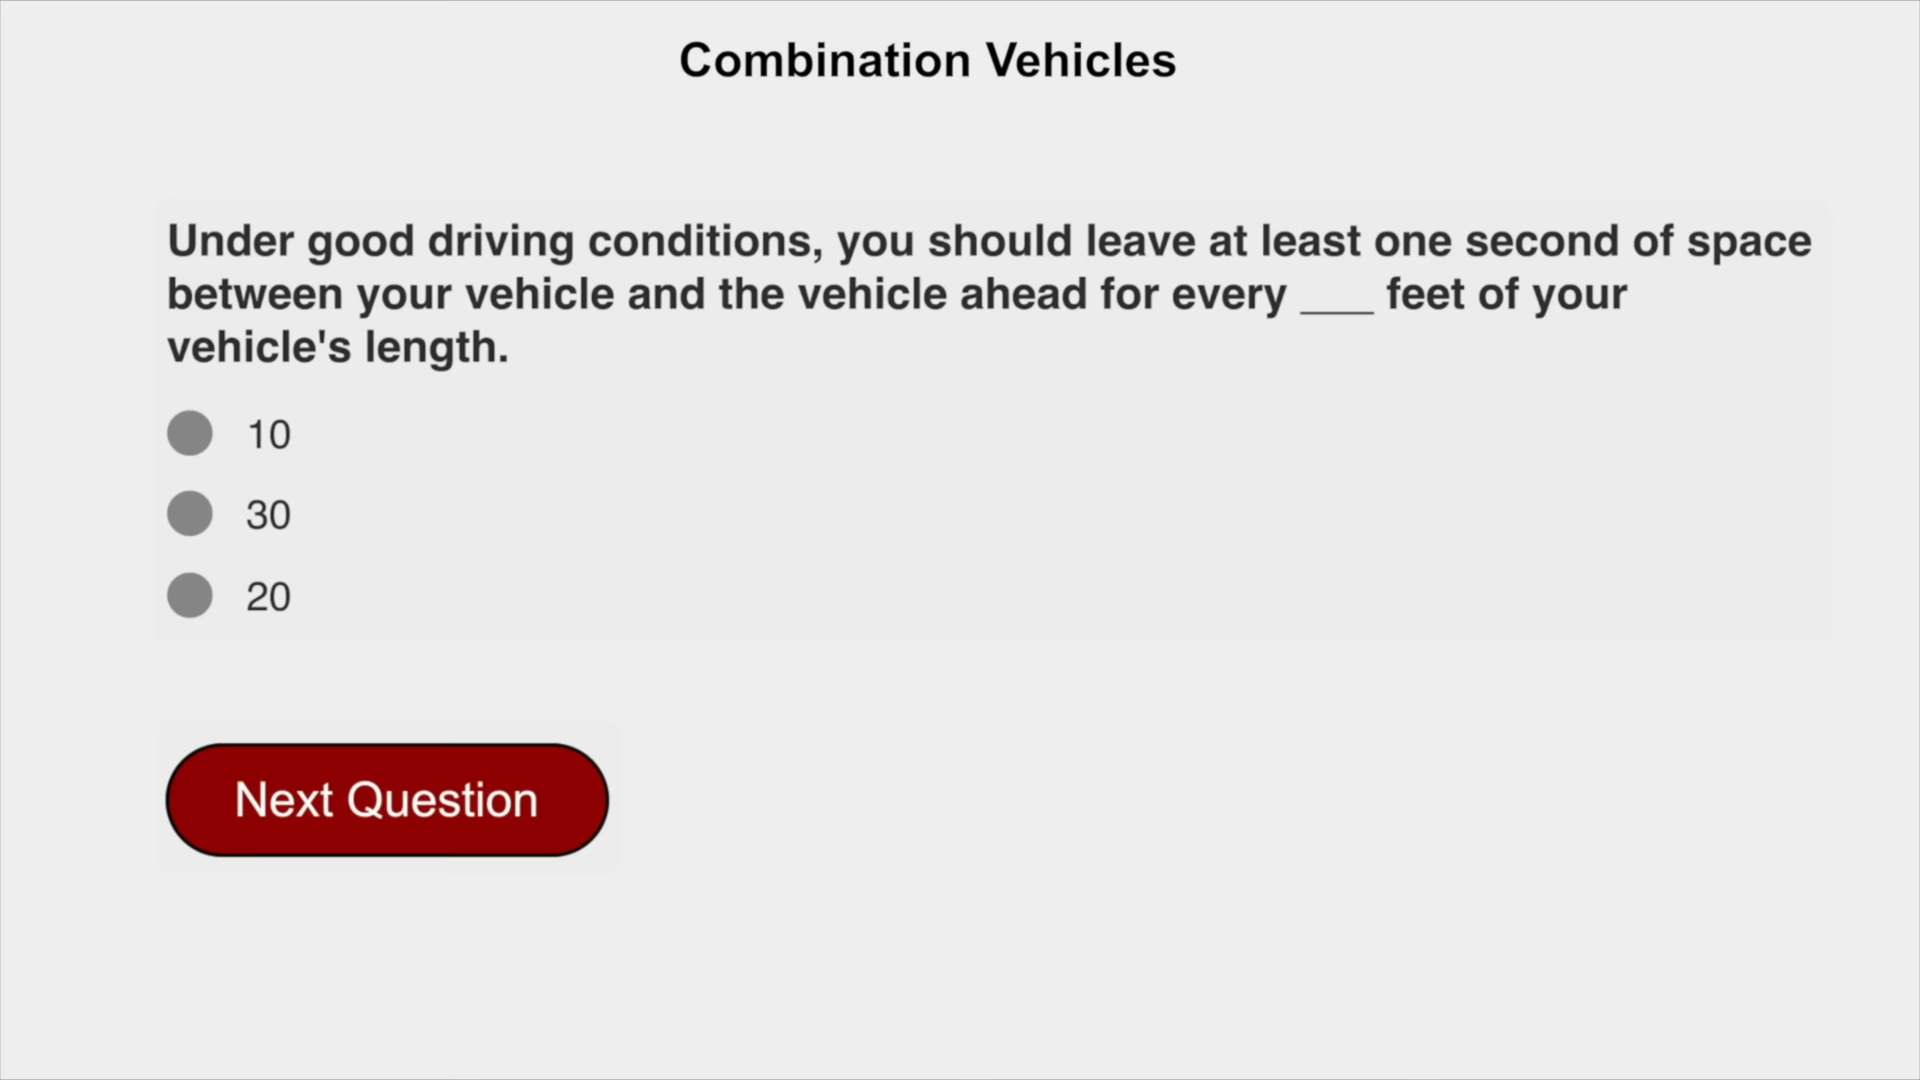 Combination Vehicles
Under good driving conditions, you should leave at least one second of space
between your vehicle and the vehicle ahead for every ____ feet of your
vehicle's length.
10
30
20
Next Question